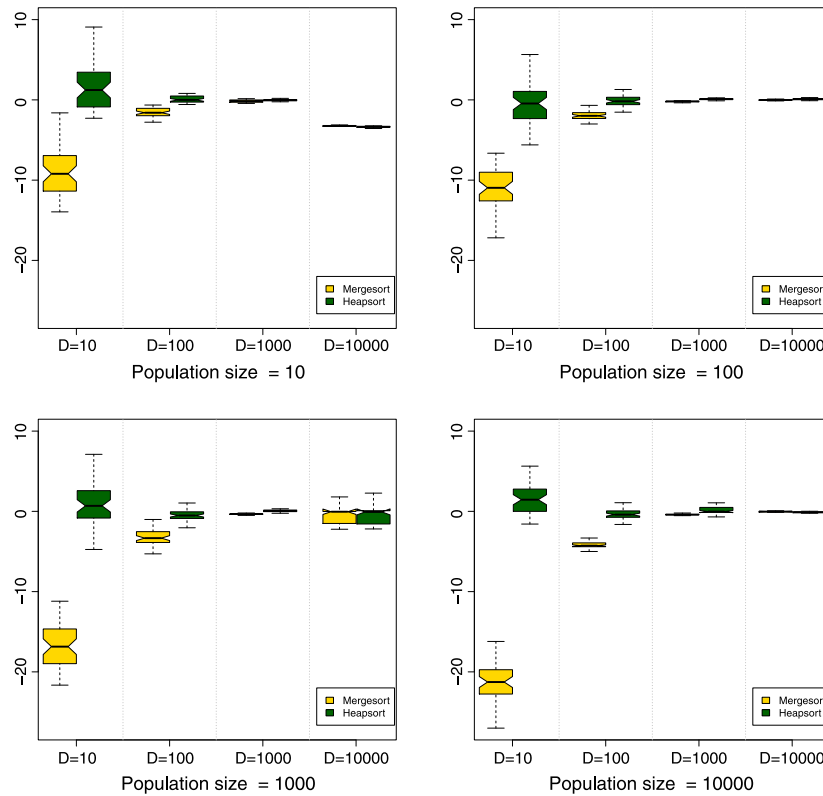 10
0
−10
−20
Mergesort
Heapsort
D=10 D=100 D=1000 D=10000
Population size = 10
10
0
−10
−20
Mergesort
Heapsort
D=10 D=100 D=1000 D=10000
Population size = 100
10
0
−10
−20
Mergesort
Heapsort
D=10 D=100 D=1000 D=10000
Population size = 1000
10
0
−10
−20
Mergesort
Heapsort
D=10 D=100 D=1000 D=10000
Population size = 10000